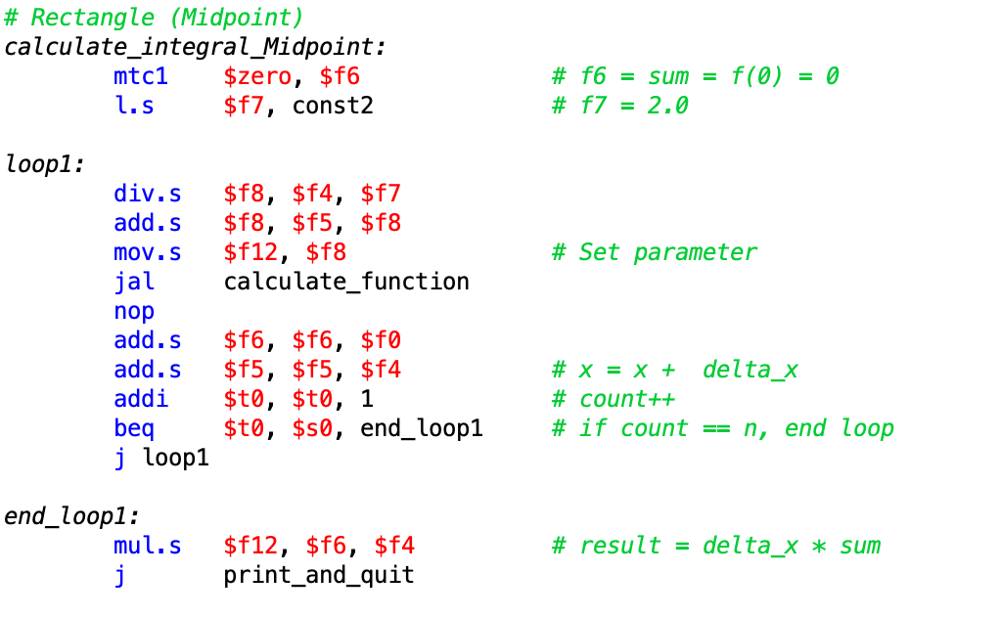 # Rectangle (Midpoint)
calculate_integral_Midpoint:
        mtc1    $zero, $f6              # f6 = sum = f(0) = 0
        l.s     $f7, const2             # f7 = 2.0

loop1:
        div.s   $f8, $f4, $f7
        add.s   $f8, $f5, $f8
        mov.s   $f12, $f8               # Set parameter
        jal     calculate_function
        nop
        add.s   $f6, $f6, $f0
        add.s   $f5, $f5, $f4           # x = x +  delta_x
        addi    $t0, $t0, 1             # count++
        beq     $t0, $s0, end_loop1     # if count == n, end loop
        j loop1

end_loop1:
        mul.s   $f12, $f6, $f4          # result = delta_x * sum
        j       print_and_quit